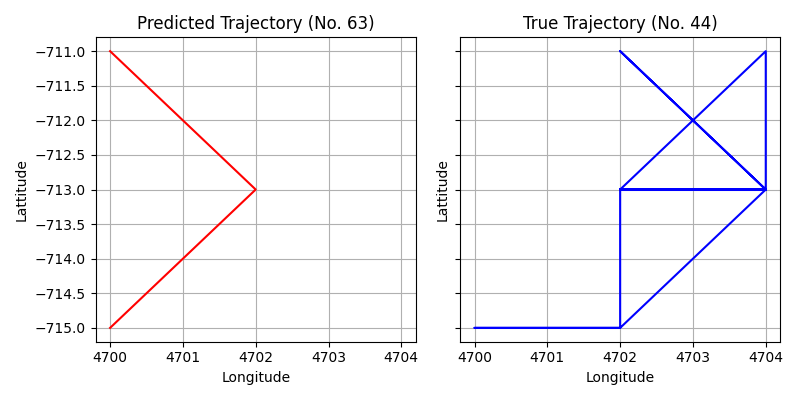 Predicted Trajectory (No. 63)
−711.0
−711.5
−712.0
−712.5
−713.0
−713.5
−714.0
−714.5
−715.0
Lattitude
4700 4701 4702 4703 4704
Longitude
True Trajectory (No. 44)
Lattitude
4700 4701 4702 4703 4704
Longitude